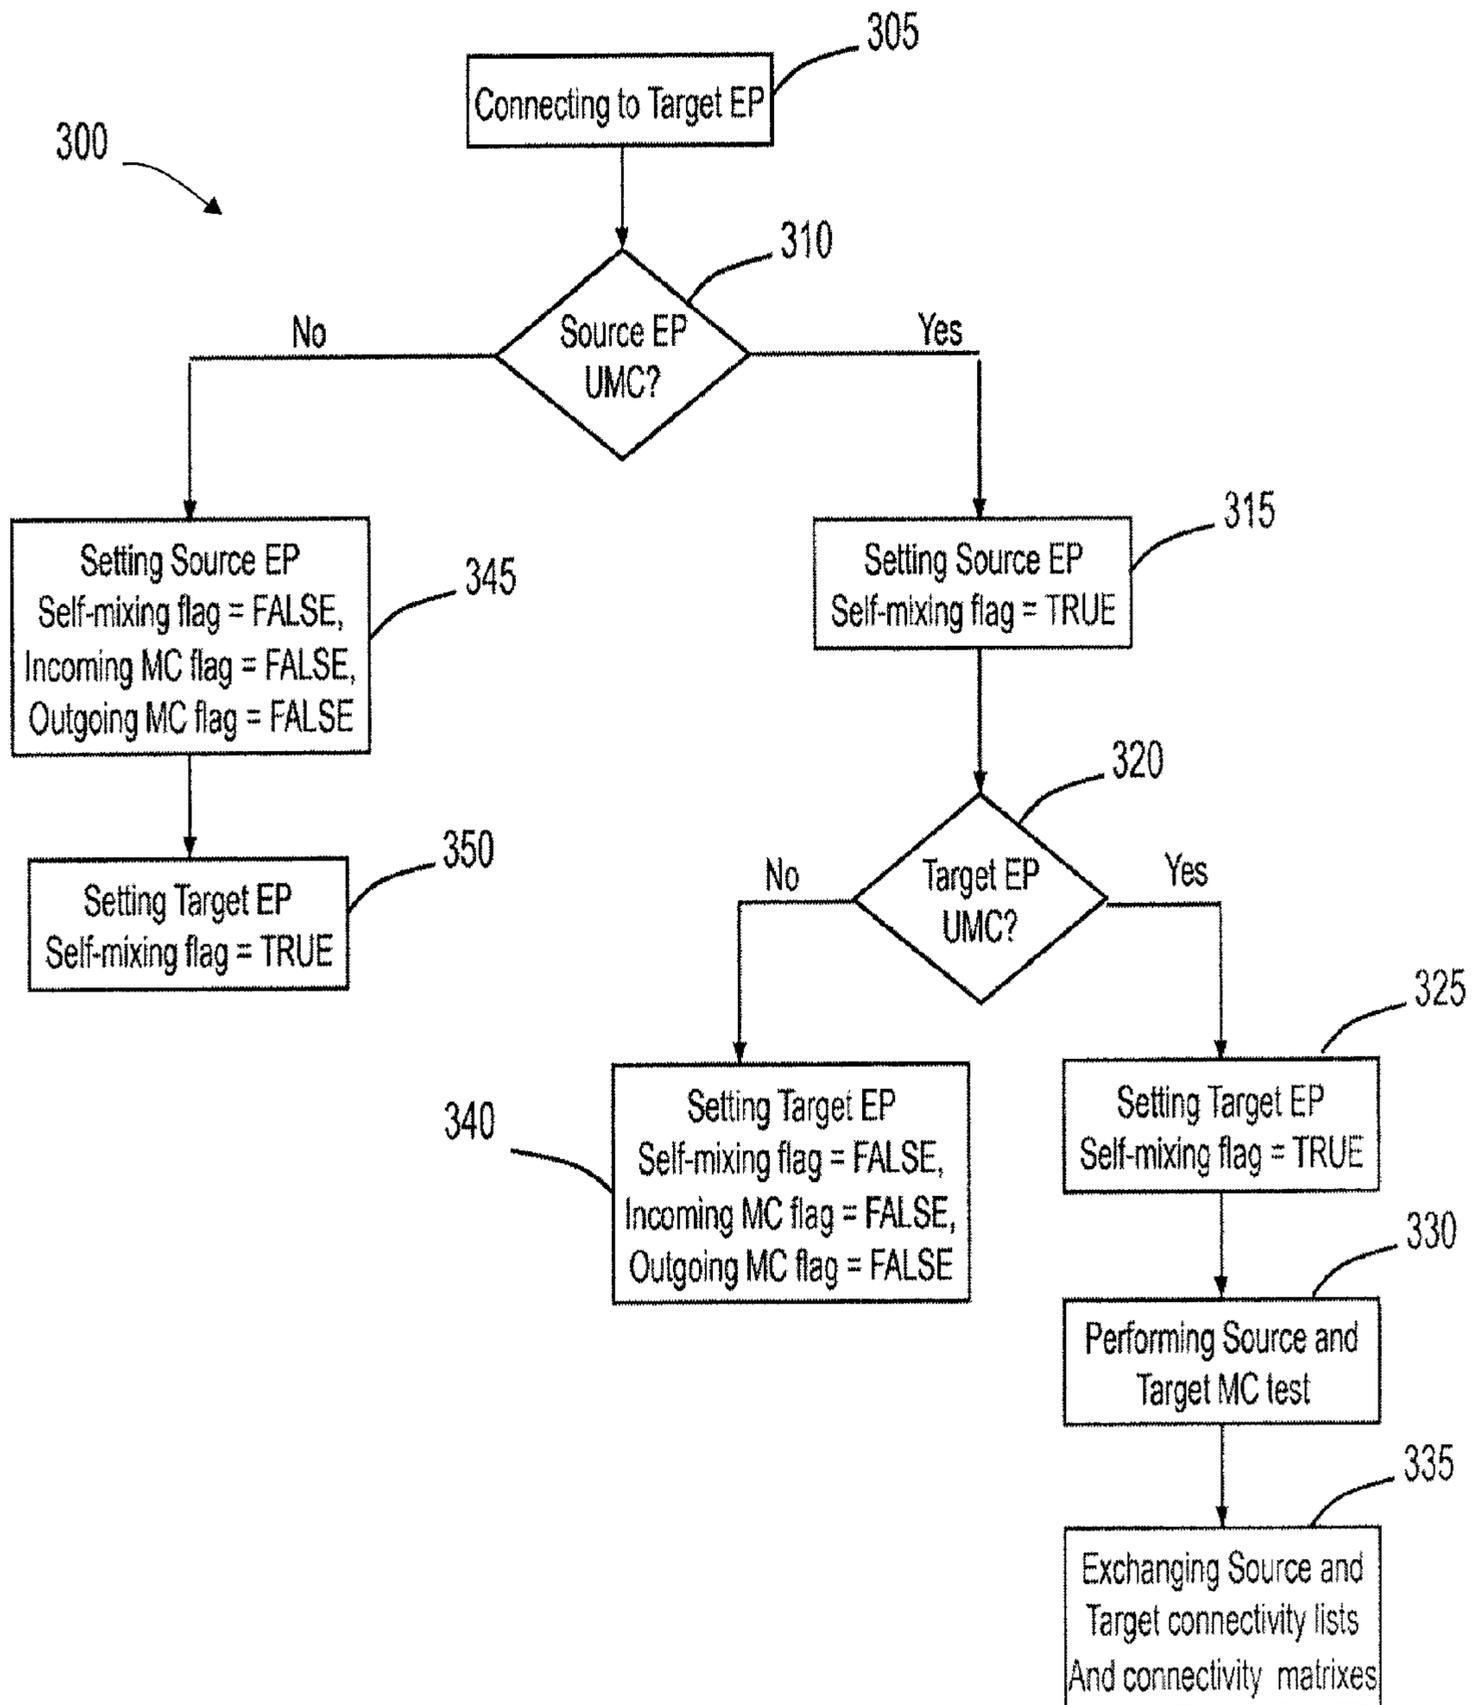 305
Connecting to Target EP
300
310
Source EP
UMC?
No
Yes
345
Setting Source EP
Self-mixing flag = FALSE,
Incoming MC flag = FALSE,
Outgoing MC flag = FALSE
315
Setting Source EP
Self-mixing flag = TRUE
350
Setting Target EP
Self-mixing flag = TRUE
320
Target EP
UMC?
No
Yes
340
Setting Target EP
Self-mixing flag = FALSE,
Incoming MC flag = FALSE,
Outgoing MC flag = FALSE
325
Setting Target EP
Self-mixing flag = TRUE
330
Performing Source and
Target MC test
335
Exchanging Source and
Target connectivity lists
And connectivity matrixes